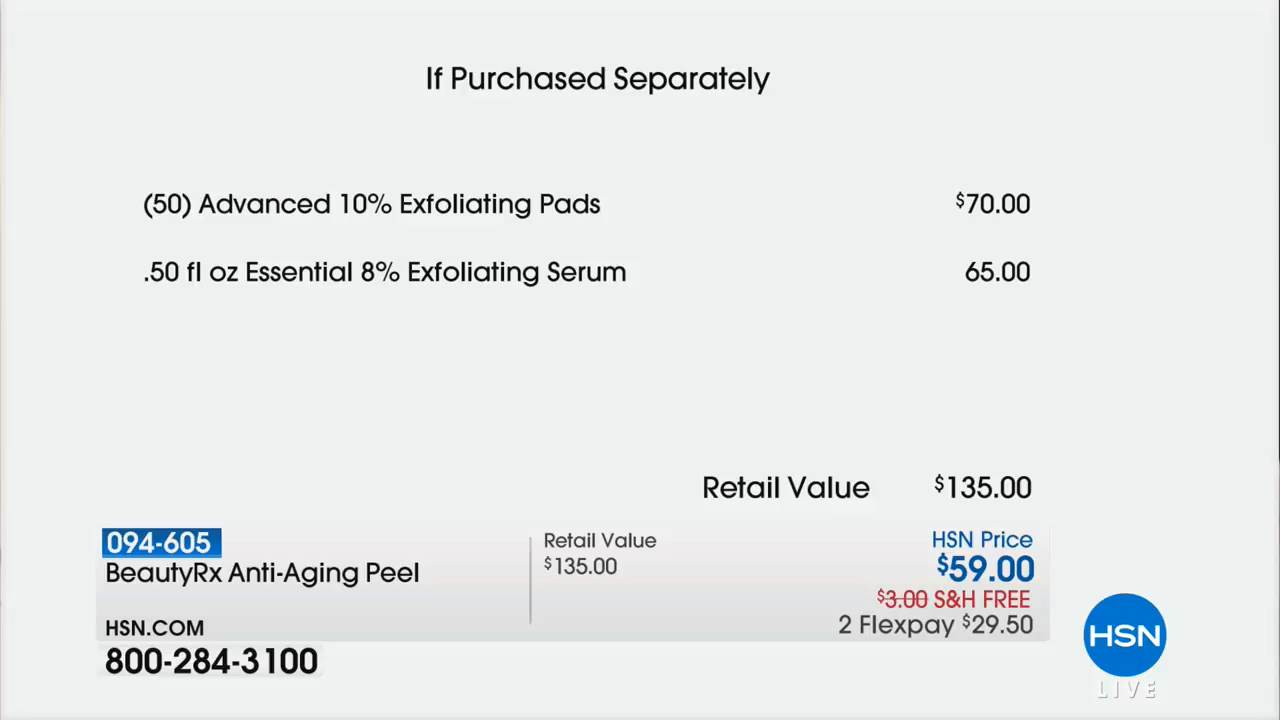 If Purchased Separately
(50) Advanced 10% Exfoliating Pads $70.00
.50 fl oz Essential 8% Exfoliating Serum 65.00
Retail Value $135.00
094-605
BeautyRx Anti-Aging Peel
HSN.COM
800-284-3100
Retail Value
$135.00
HSN Price
$59.00
$3.00 S&H FREE
2 Flexpay $29.50
HSN
LIVE